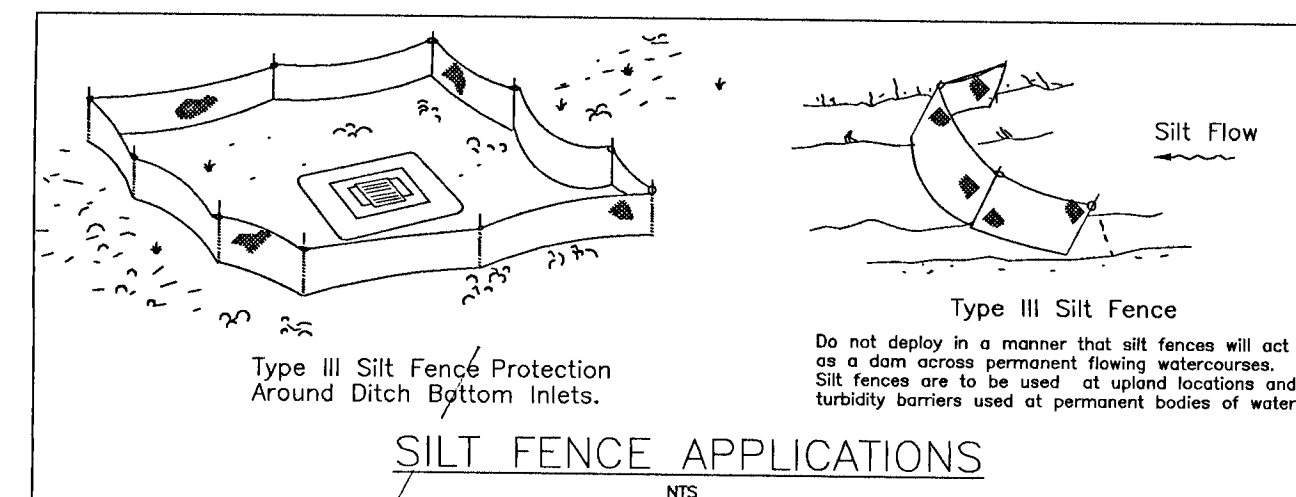 Silt Flow
Type III Silt Fence Protection
Around Ditch Bottom Inlets.
Type III Silt Fence
Do not deploy in a manner that silt fences will act
as a dam across permanent flowing watercourses.
Silt fences are to be used at upland locations and
turbidity barriers used at permanent bodies of water
SILT FENCE APPLICATIONS
NTS